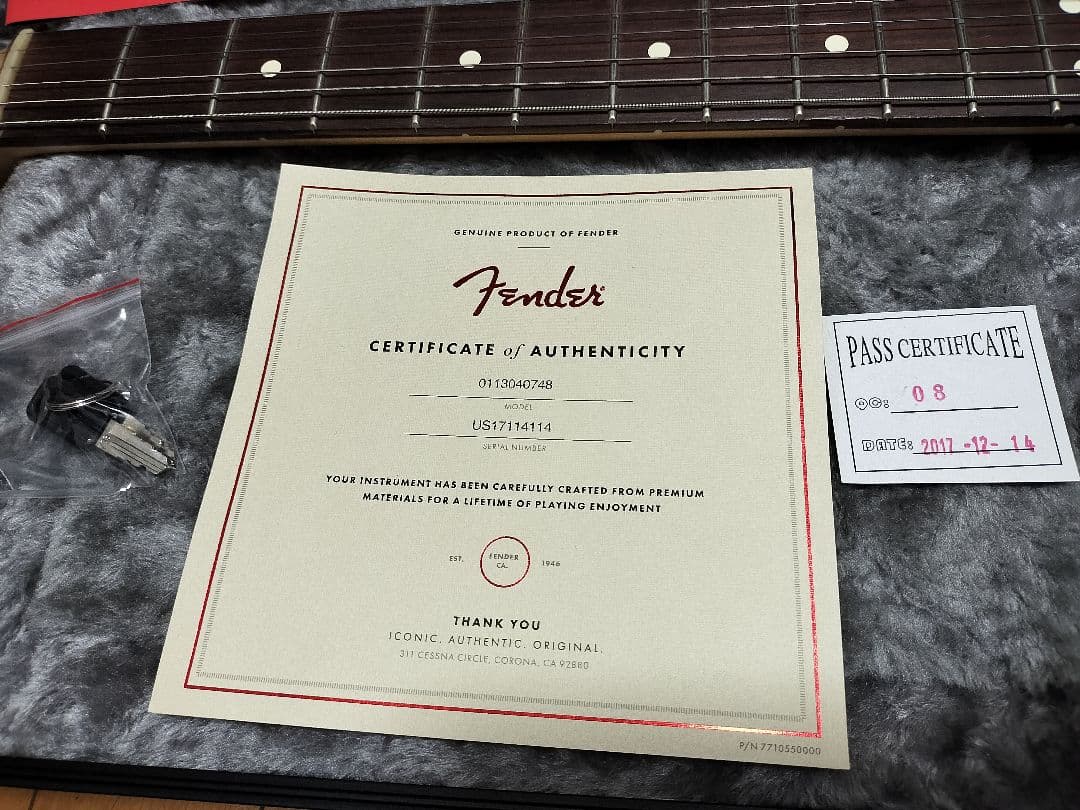 GENUINE PRODUCT OF FENDER
Fender
CERTIFICATE of AUTHENTICITY
0113040748
MODEL
US17114114
SERIAL NUMBER
YOUR INSTRUMENT HAS BEEN CAREFULLY CRAFTED FROM PREMIUM
MATERIALS FOR A LIFETIME OF PLAYING ENJOYMENT
EST.
FENDER
CA.
1946
THANK YOU
ICONIC. AUTHENTIC. ORIGINAL.
311 CESSNA CIRCLE, CORONA, CA 92880
P/N 7710550000
PASS CERTIFICATE
QC: 08
DATE: 2017-12-14